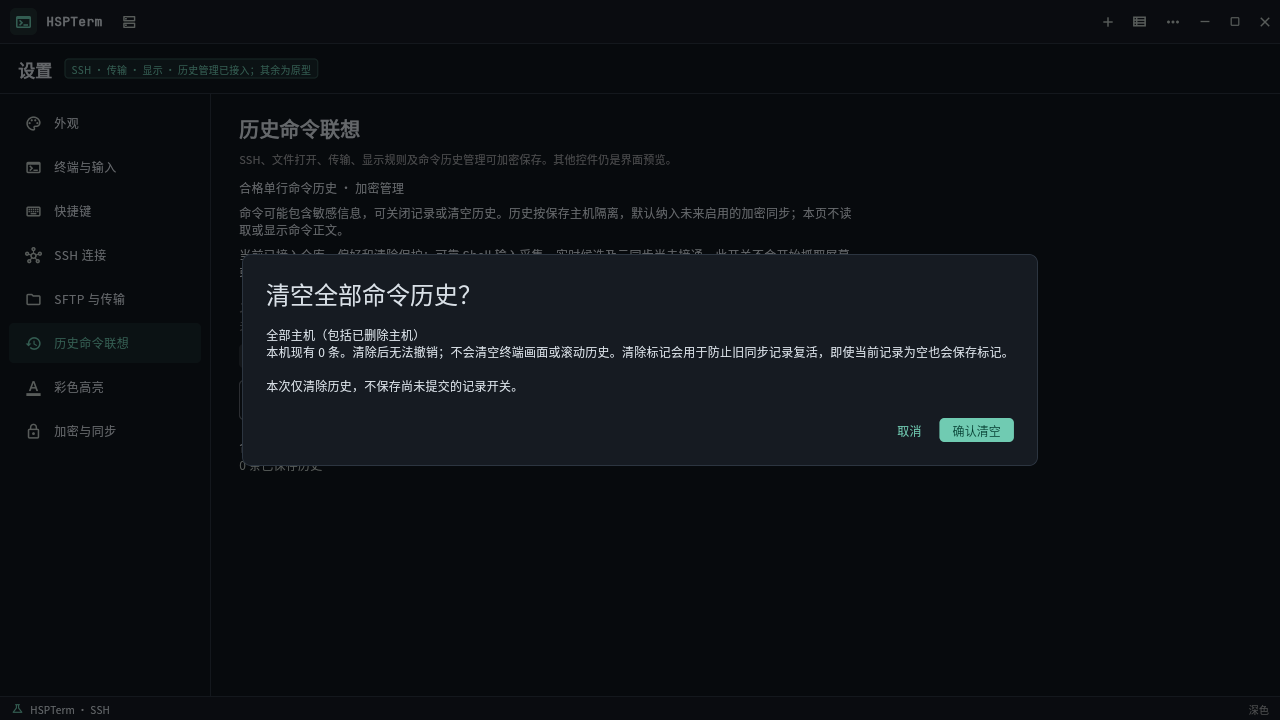 HSPTerm
设置
SSH · 传输 · 显示 · 历史管理已接入；其余为原型
外观
终端与输入
快捷键
SSH 连接
SFTP 与传输
历史命令联想
彩色高亮
加密与同步
历史命令联想
SSH、文件打开、传输、显示规则及命令历史管理可加密保存。其他控件仍是界面预览。
合格单行命令历史 · 加密管理
命令可能包含敏感信息，可关闭记录或清空历史。历史按保存主机隔离，默认纳入未来启用的加密同步；本页不读
取或显示命令正文。
清空全部命令历史？
全部主机（包括已删除主机）
本机现有 0 条。清除后无法撤销；不会清空终端画面或滚动历史。清除标记会用于防止旧同步记录复活，即使当前记录为空也会保存标记。
本次仅清除历史，不保存尚未提交的记录开关。
取消
确认清空
0 条已保存历史
HSPTerm · SSH
深色